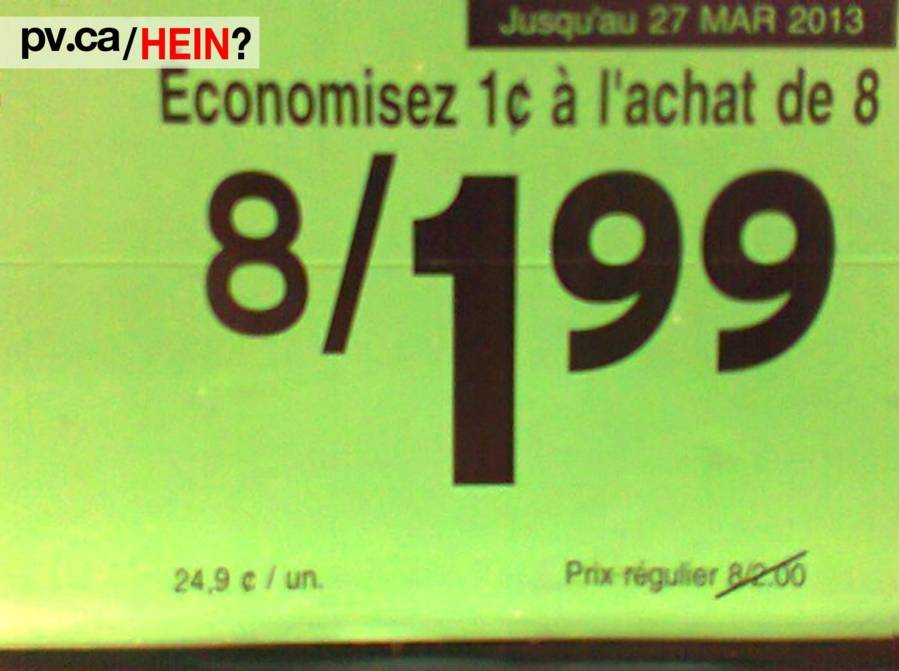 pv.ca/HEIN?
Jusqu'au 27 MAR 2013
Economisez 1¢ à l'achat de 8
8/199
24,9 ¢ / un.
Prix régulier 8/2.00